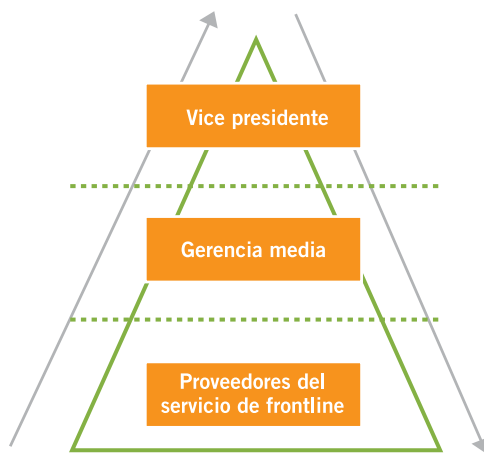 Vice presidente
Gerencia media
Proveedores del
servicio de frontline